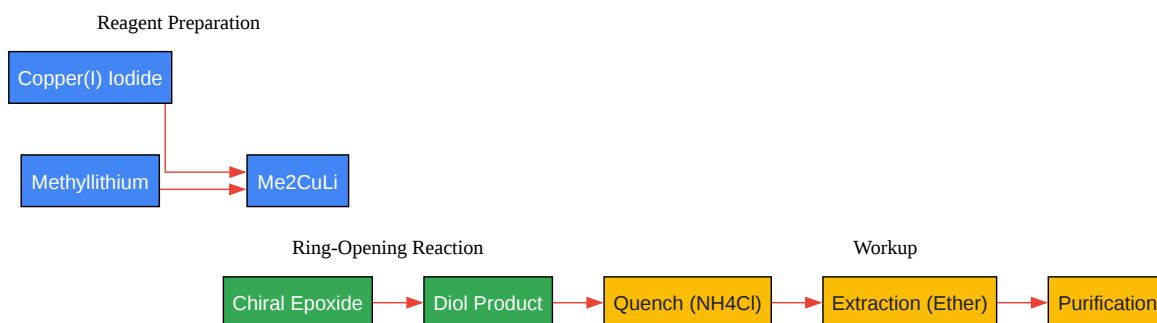 Reagent Preparation
Copper(I) Iodide
Methyllithium
Me2CuLi
Ring-Opening Reaction
Workup
Chiral Epoxide
Diol Product
Quench (NH4Cl)
Extraction (Ether)
Purification